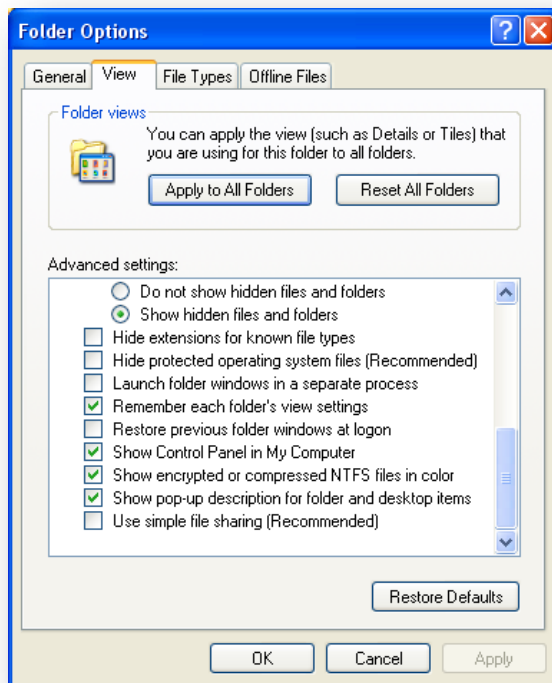 Folder Options
General View File Types Offline Files
Folder views
You can apply the view (such as Details or Tiles) that
you are using for this folder to all folders.
Apply to All Folders Reset All Folders
Advanced settings:
Do not show hidden files and folders
Show hidden files and folders
Hide extensions for known file types
Hide protected operating system files (Recommended)
Launch folder windows in a separate process
Remember each folder's view settings
Restore previous folder windows at logon
Show Control Panel in My Computer
Show encrypted or compressed NTFS files in color
Show pop-up description for folder and desktop items
Use simple file sharing (Recommended)
Restore Defaults
OK Cancel Apply